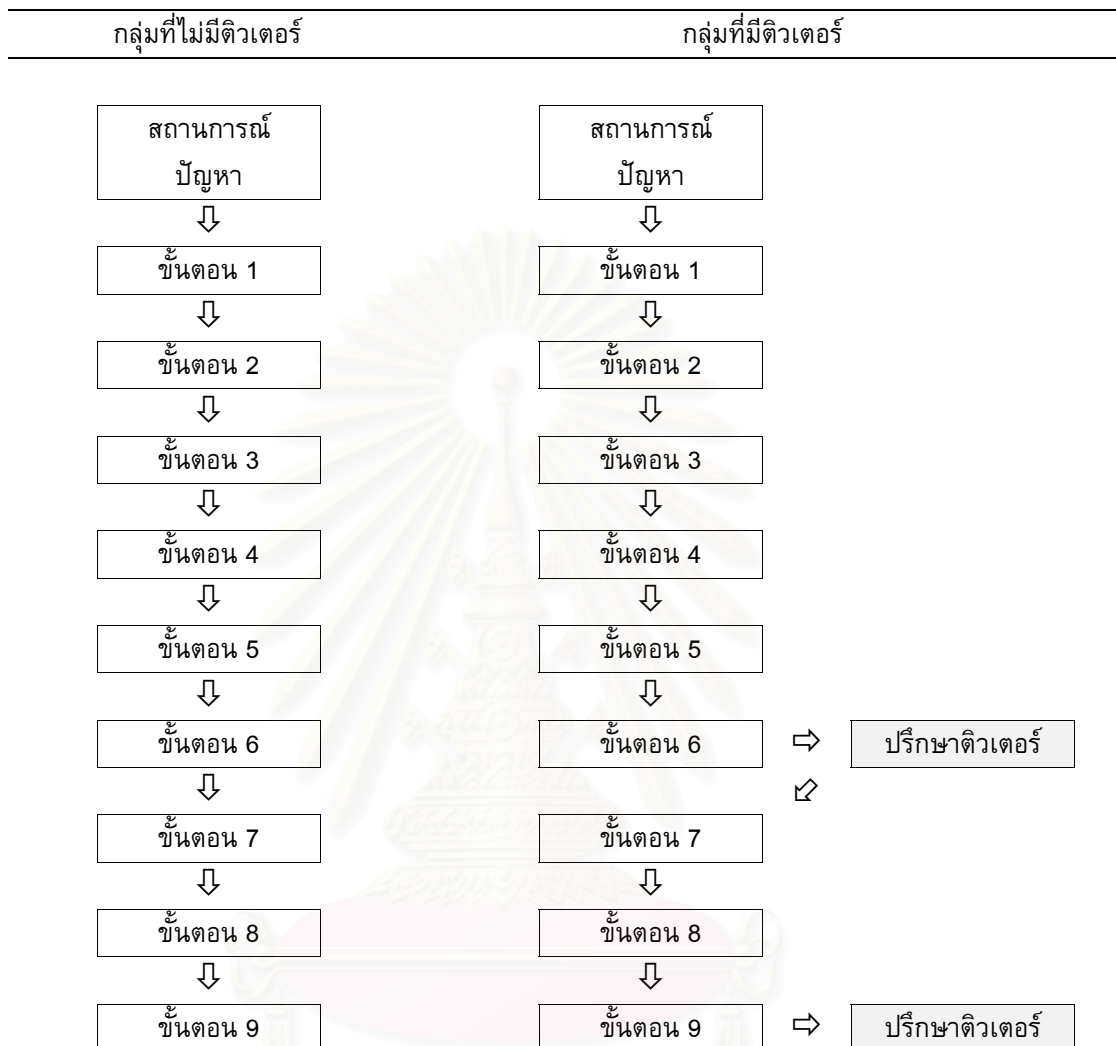 กลุ่มที่ไม่มีติวเตอร์ กลุ่มที่มีติวเตอร์
สถานการณ์
ปัญหา
สถานการณ์
ปัญหา
ขั้นตอน 1 ขั้นตอน 1
ขั้นตอน 2 ขั้นตอน 2
ขั้นตอน 3 ขั้นตอน 3
ขั้นตอน 4 ขั้นตอน 4
ขั้นตอน 5 ขั้นตอน 5
ขั้นตอน 6 ขั้นตอน 6 ปรึกษาติวเตอร์
ขั้นตอน 7 ขั้นตอน 7
ขั้นตอน 8 ขั้นตอน 8
ขั้นตอน 9 ขั้นตอน 9 ปรึกษาติวเตอร์